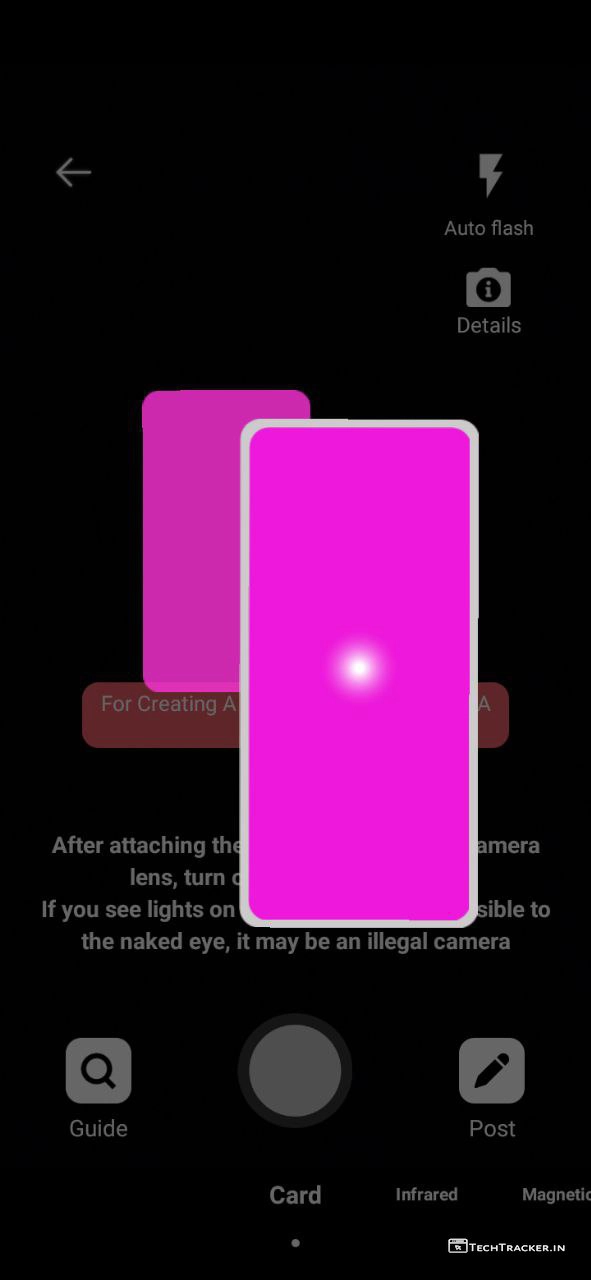 Auto flash
Details
For Creating A
A
After attaching the amera
lens, turn
If you see lights on sible to
the naked eye, it may be an illegal camera
Guide
Post
Card Infrared Magnetic
TECHTRACKER.IN